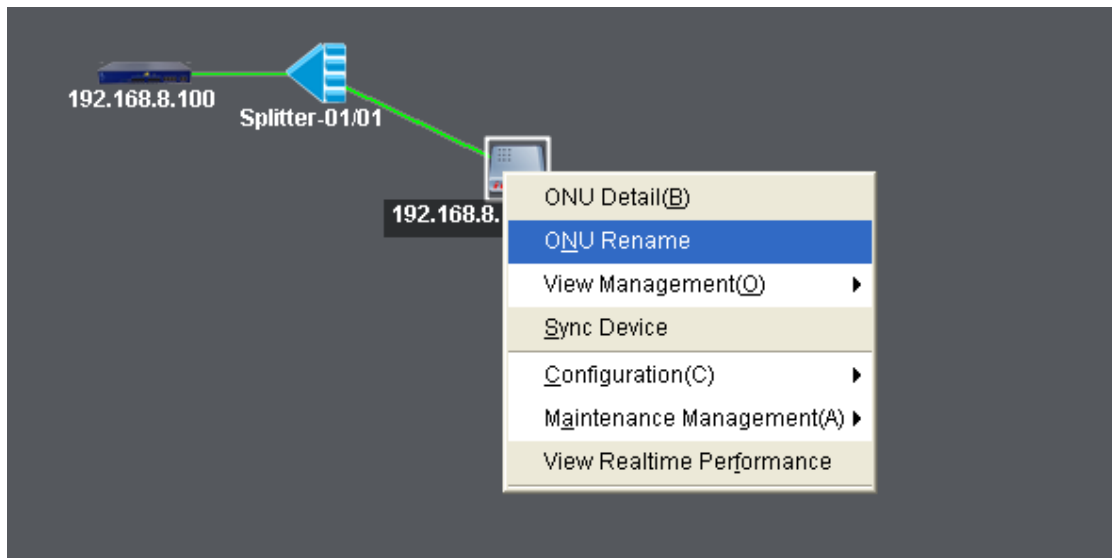 192.168.8.100
Splitter-01/01
192.168.8.
ONU Detail(B)
ONU Rename
View Management(O)
Sync Device
Configuration(C)
Maintenance Management(A)
View Realtime Performance